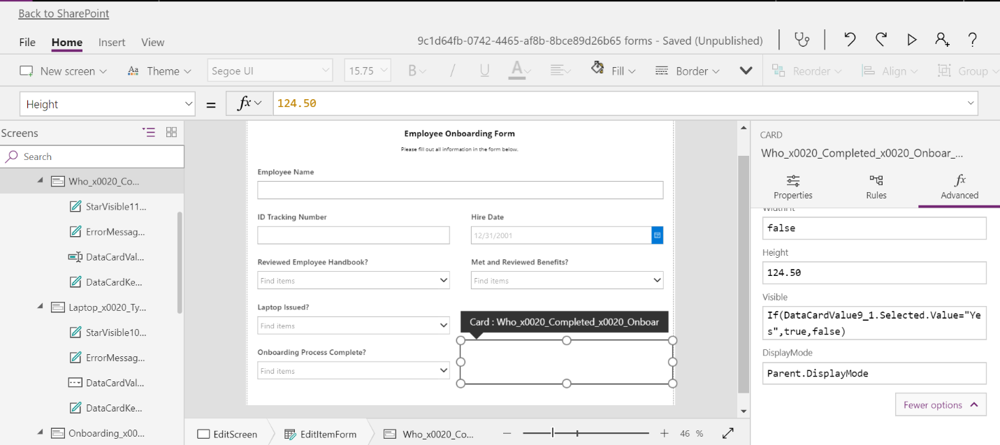 Back to SharePoint
File Home Insert View
9c1d64fb-0742-4465-af8b-8bce89d26b65 forms - Saved (Unpublished)
?
New screen Theme Segoe UI 15.75 B / U A Fill Border Reorder Align Group
Height = fx 124.50
Screens
Search
Who_x0020_Co...
StarVisible11...
ErrorMessag...
DataCardVal...
DataCardKe...
Laptop_x0020_Ty...
StarVisible10...
ErrorMessag...
DataCardVal...
DataCardKe...
Onboarding_x00...
Employee Onboarding Form
Please fill out all information in the form below.
Employee Name
ID Tracking Number Hire Date
12/31/2001
Reviewed Employee Handbook? Met and Reviewed Benefits?
Find items Find items
Laptop Issued?
Find items
Card : Who_x0020_Completed_x0020_Onboar
Onboarding Process Complete?
Find items
EditScreen EditItemForm Who_x0020_Co... 46 %
CARD
Who_x0020_Completed_x0020_Onboar_...
fx
Properties Rules Advanced
WidthFit
false
Height
124.50
Visible
If(DataCardValue9_1.Selected.Value="Ye
s",true,false)
DisplayMode
Parent.DisplayMode
Fewer options